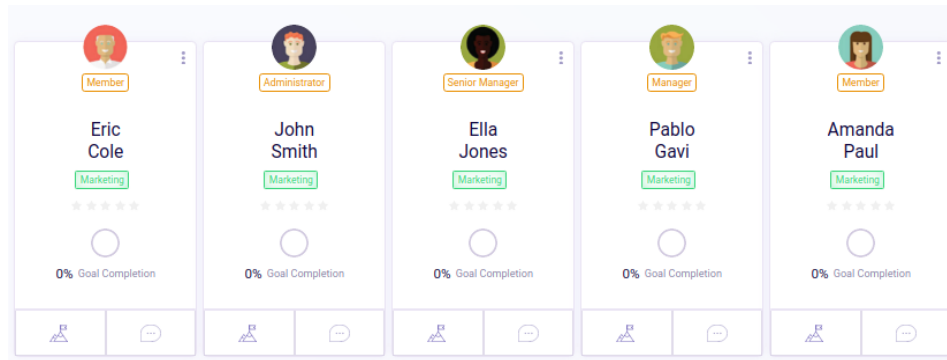 Member
Eric
Cole
Marketing
0% Goal Completion
Administrator
John
Smith
Marketing
0% Goal Completion
Senior Manager
Ella
Jones
Marketing
0% Goal Completion
Manager
Pablo
Gavi
Marketing
0% Goal Completion
Member
Amanda
Paul
Marketing
0% Goal Completion